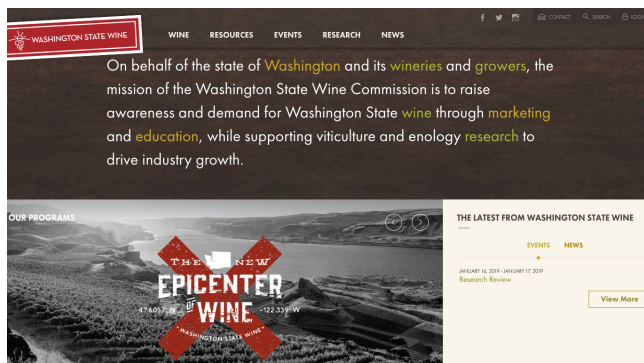 CONTACT SEARCH LOGIN
WASHINGTON STATE WINE WINE RESOURCES EVENTS RESEARCH NEWS
On behalf of the state of Washington and its wineries and growers, the
mission of the Washington State Wine Commission is to raise
awareness and demand for Washington State wine through marketing
and education, while supporting viticulture and enology research to
drive industry growth.
OUR PROGRAMS
THE NEW
EPICENTER
OF
WINE
47.6057° N -122.339° W
WASHINGTON STATE WINE
THE LATEST FROM WASHINGTON STATE WINE
EVENTS NEWS
JANUARY 16, 2019 - JANUARY 17, 2019
Research Review
View More